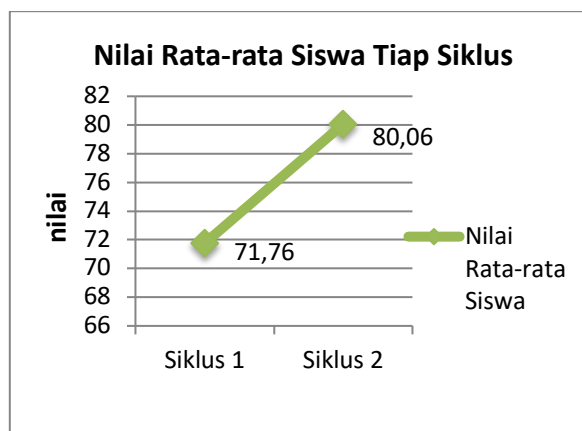 Nilai Rata-rata Siswa Tiap Siklus
82
80
78
76
74
72
70
68
66
nilai
80,06
71,76
Siklus 1
Siklus 2
Nilai
Rata-rata
Siswa